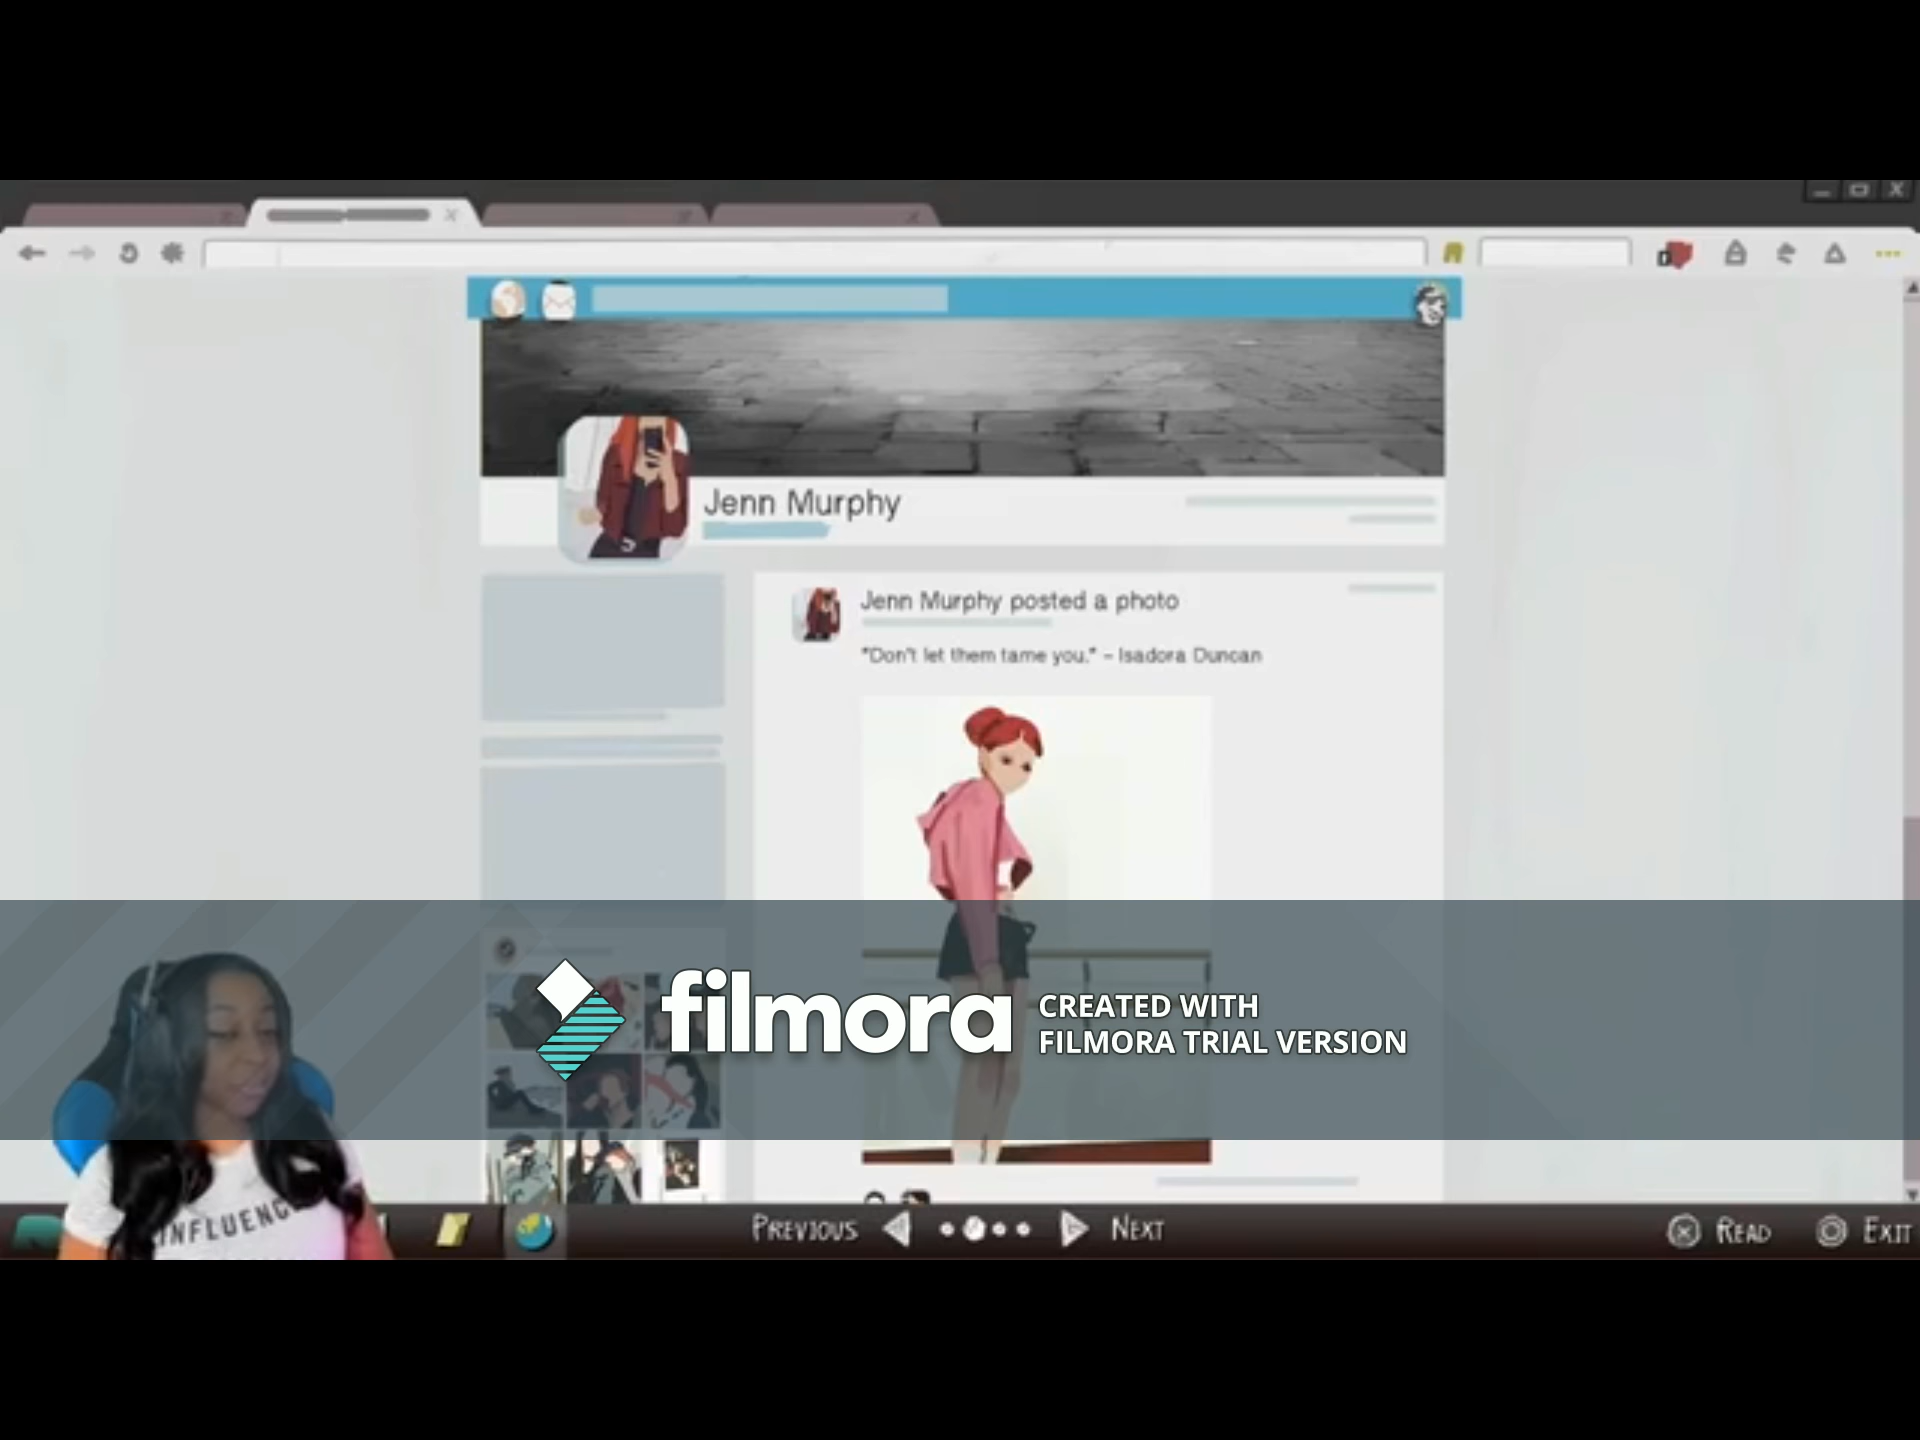 Jenn Murphy
Jenn Murphy posted a photo
"Don't let them tame you." - Isadora Duncan
filmora
CREATED WITH
FILMORA TRIAL VERSION
INFLUENC
PREVIOUS
NEXT
READ
EXIT